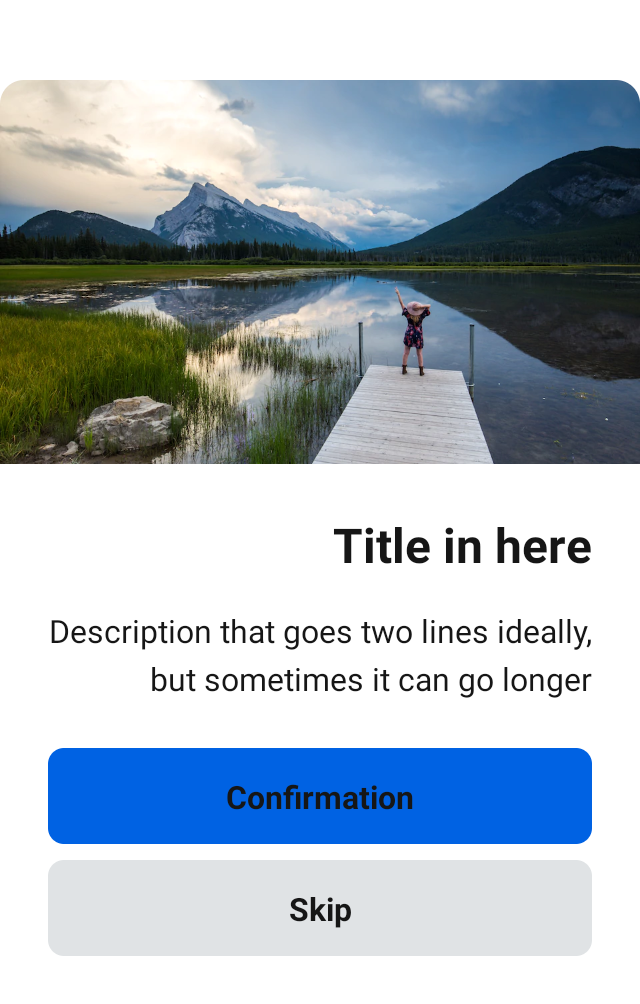 Title in here
Description that goes two lines ideally,
but sometimes it can go longer
Confirmation
Skip